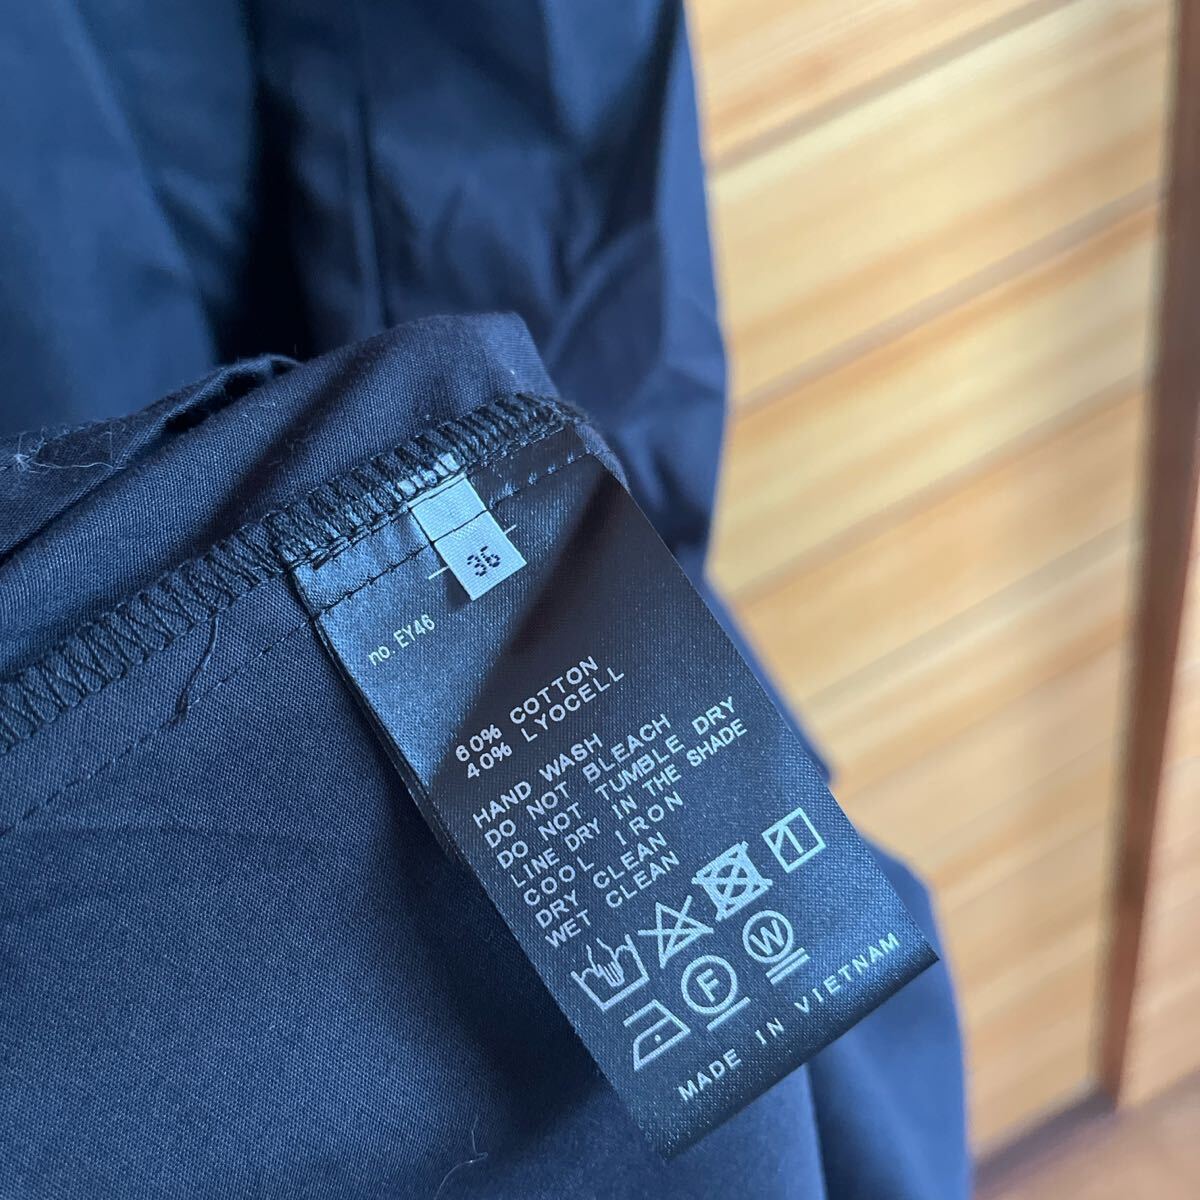 36
no. EY46
60% COTTON
40% LYOCELL
HAND WASH
DO NOT BLEACH
DO NOT TUMBLE DRY
LINE DRY IN THE SHADE
COOL IRON
DRY CLEAN
WET CLEAN
F
W
MADE IN VIETNAM